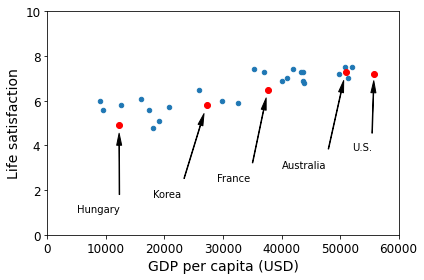 Life satisfaction
10
8
6
4
2
0
U.S.
Australia
France
Korea
Hungary
0 10000 20000 30000 40000 50000 60000
GDP per capita (USD)